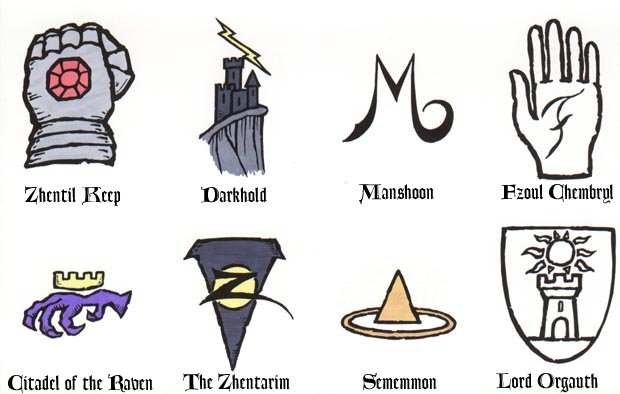 Zhentil Keep
Darkhold
Manshoon
Fzoul Chembryl
Citadel of the Raven
The Zhentarim
Sememmon
Lord Orgauth